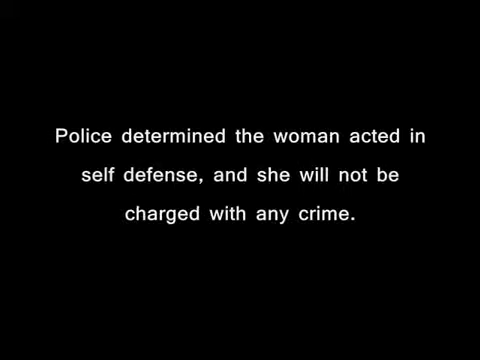 Police determined the woman acted in
self defense, and she will not be
charged with any crime.